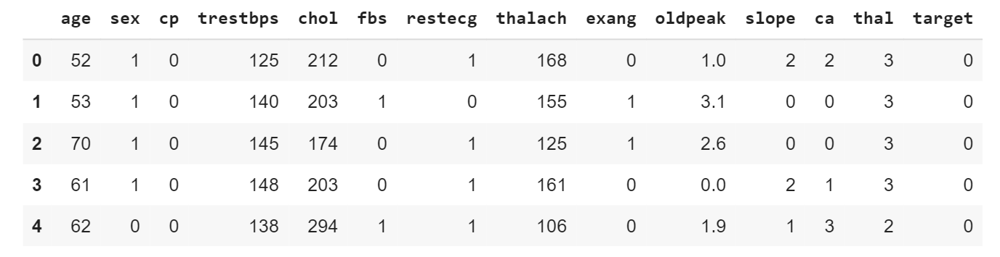 age sex cp trestbps chol fbs restecg thalach exang oldpeak slope ca thal target
0 52 1 0 125 212 0 1 168 0 1.0 2 2 3 0
1 53 1 0 140 203 1 0 155 1 3.1 0 0 3 0
2 70 1 0 145 174 0 1 125 1 2.6 0 0 3 0
3 61 1 0 148 203 0 1 161 0 0.0 2 1 3 0
4 62 0 0 138 294 1 1 106 0 1.9 1 3 2 0